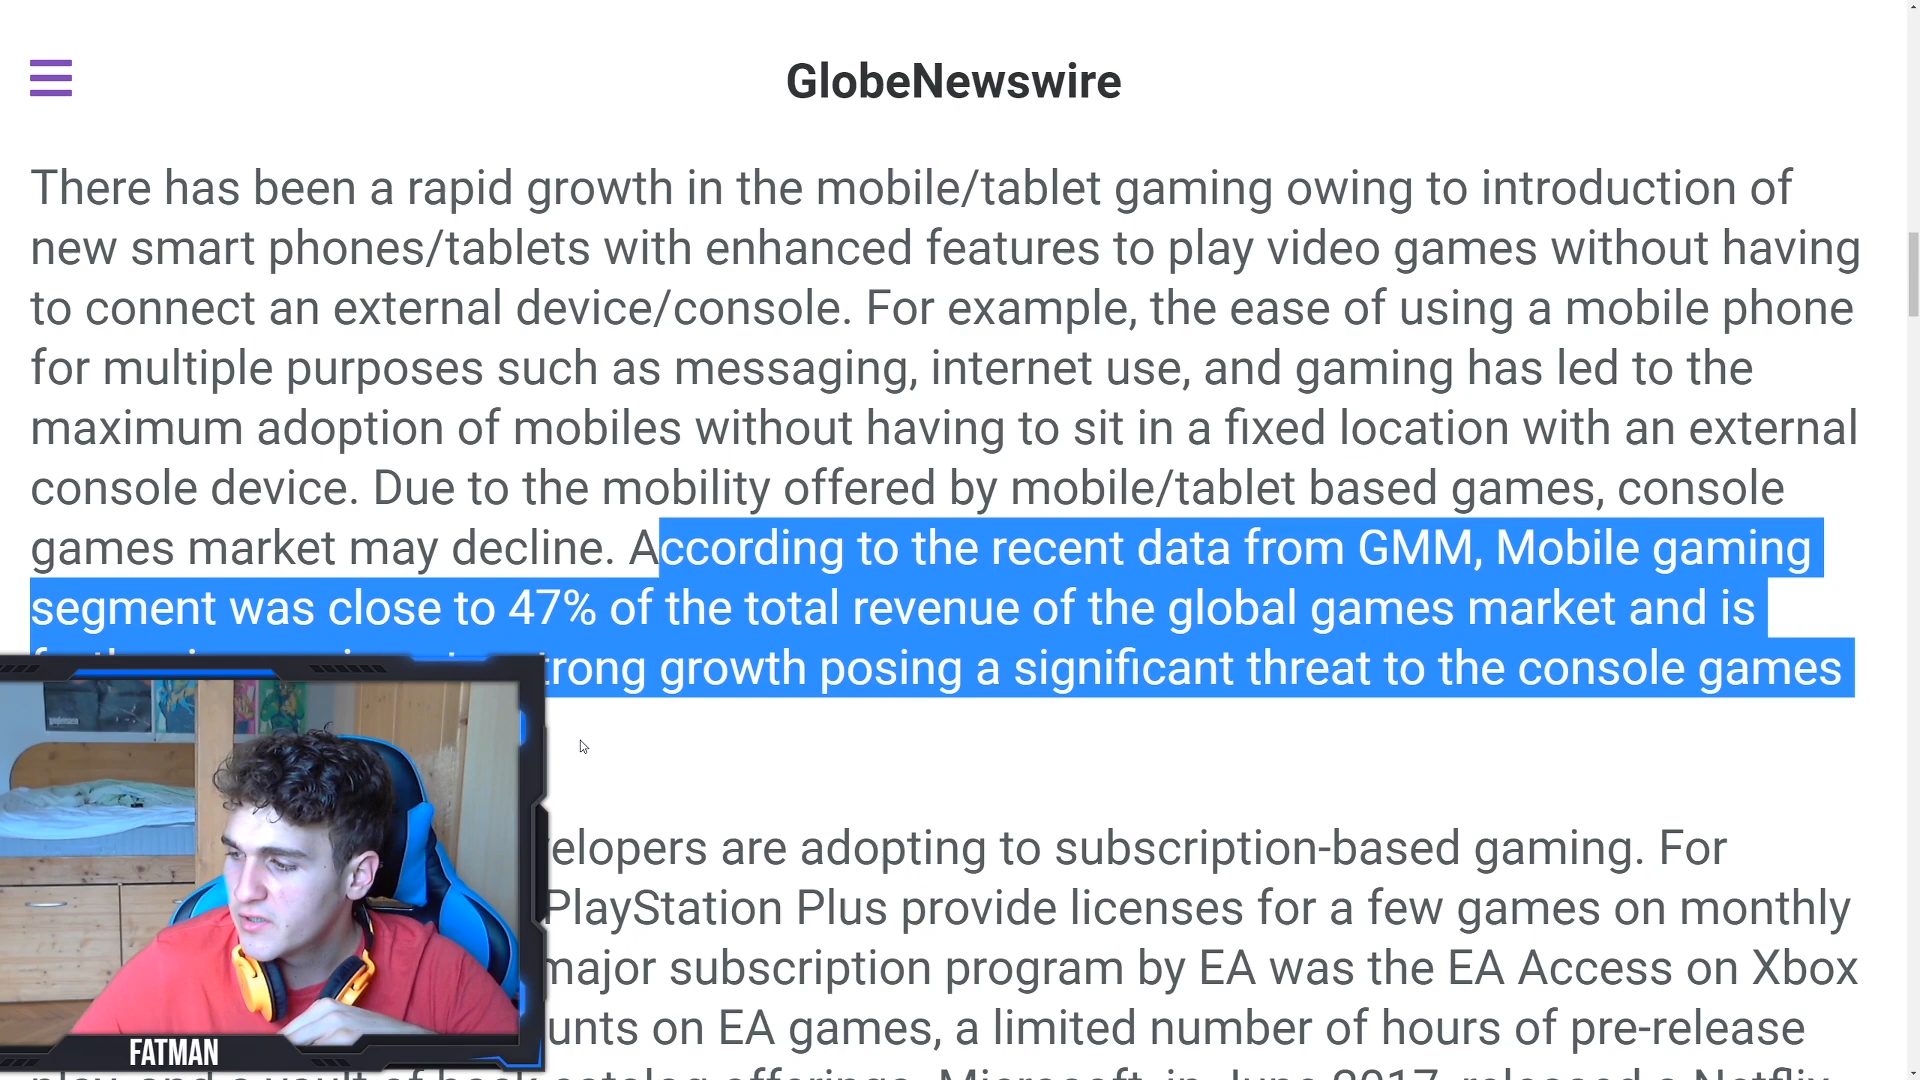 GlobeNewswire
There has been a rapid growth in the mobile/tablet gaming owing to introduction of
new smart phones/tablets with enhanced features to play video games without having
to connect an external device/console. For example, the ease of using a mobile phone
for multiple purposes such as messaging, internet use, and gaming has led to the
maximum adoption of mobiles without having to sit in a fixed location with an external
console device. Due to the mobility offered by mobile/tablet based games, console
games market may decline. According to the recent data from GMM, Mobile gaming
segment was close to 47% of the total revenue of the global games market and is
trong growth posing a significant threat to the console games
velopers are adopting to subscription-based gaming. For
PlayStation Plus provide licenses for a few games on monthly
major subscription program by EA was the EA Access on Xbox
unts on EA games, a limited number of hours of pre-release
FATMAN